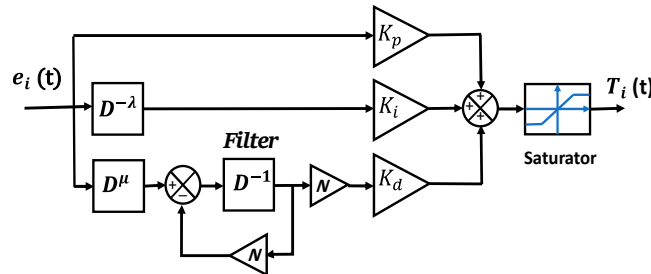 K_p
e_i (t)
D^{-λ}
K_i
T_i (t)
Filter
Saturator
D^μ
D^{-1}
N
K_d
N
+
+
+
+
−